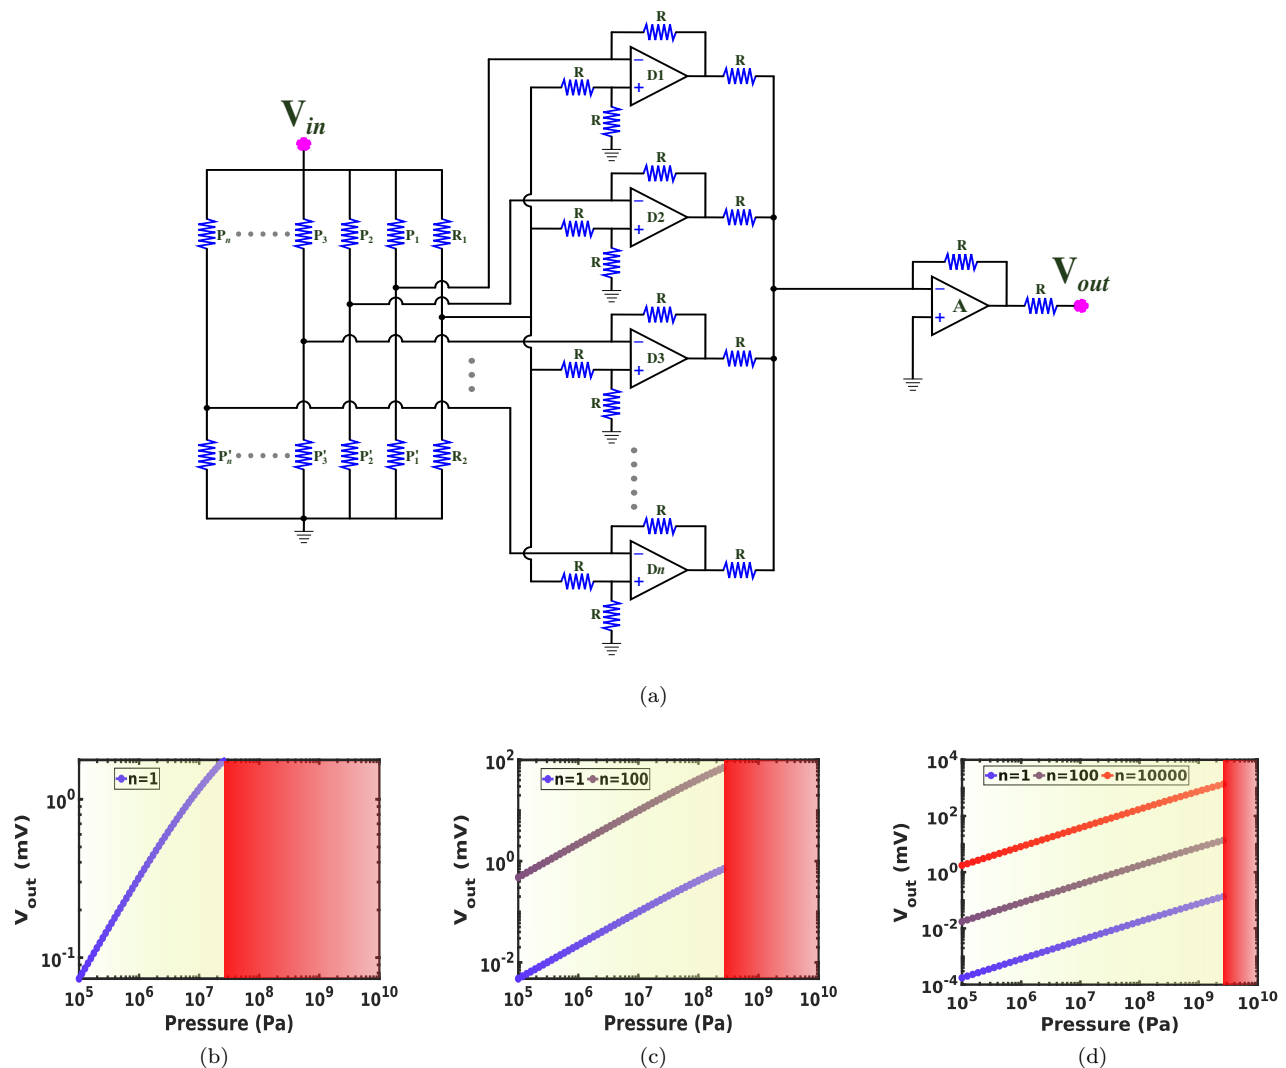 R
D1
R
R
R
V_in
R
D2
R
R
R
P_n P_3 P_2 P_1 R_1
R
A
R
V_out
R
D3
R
R
R
P'_n P'_3 P'_2 P'_1 R_2
R
Dn
R
R
R
(a)
n=1
10^0
10^-1
V_out (mV)
10^5 10^6 10^7 10^8 10^9 10^10
Pressure (Pa)
(b)
n=1 n=100
10^2
10^0
10^-2
V_out (mV)
10^5 10^6 10^7 10^8 10^9 10^10
Pressure (Pa)
(c)
n=1 n=100 n=10000
10^4
10^2
10^0
10^-2
10^-4
V_out (mV)
10^5 10^6 10^7 10^8 10^9 10^10
Pressure (Pa)
(d)